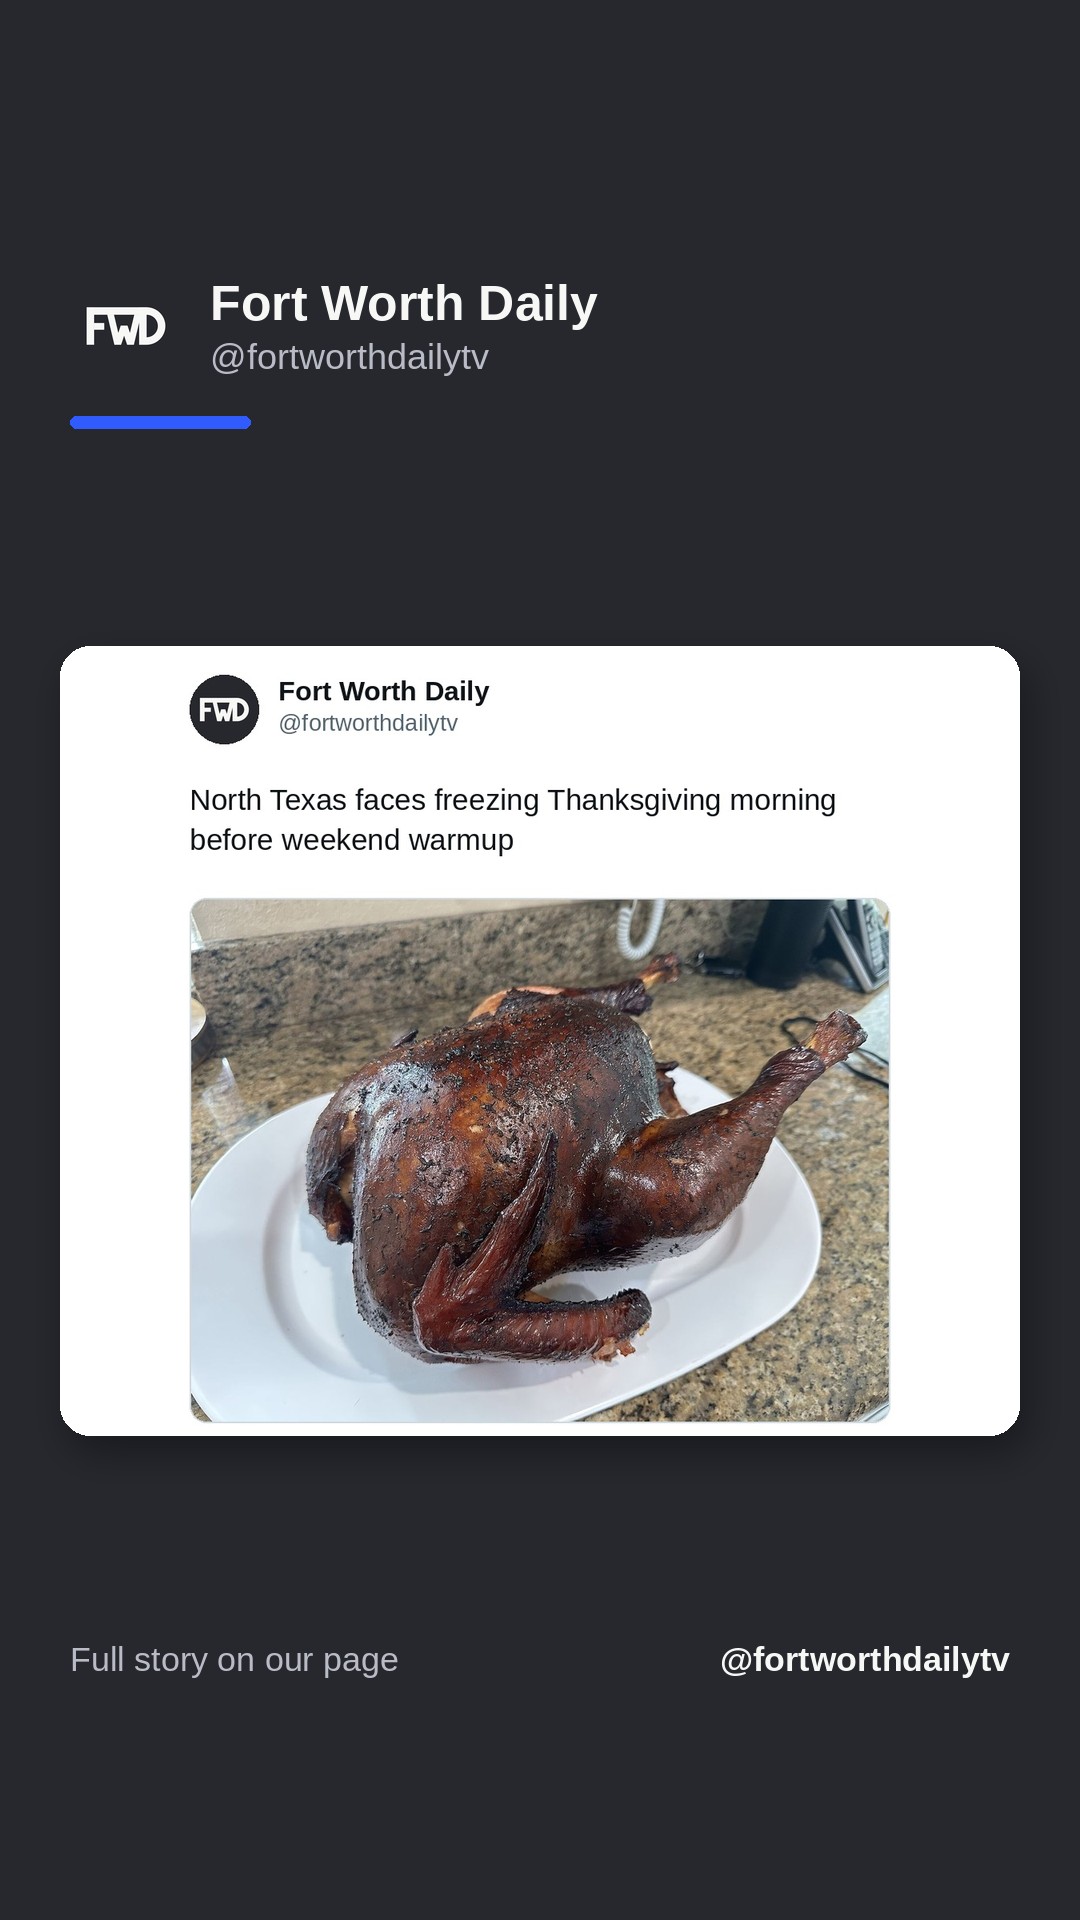 FWD
Fort Worth Daily
@fortworthdailytv
FWD
Fort Worth Daily
@fortworthdailytv
North Texas faces freezing Thanksgiving morning
before weekend warmup
Full story on our page
@fortworthdailytv